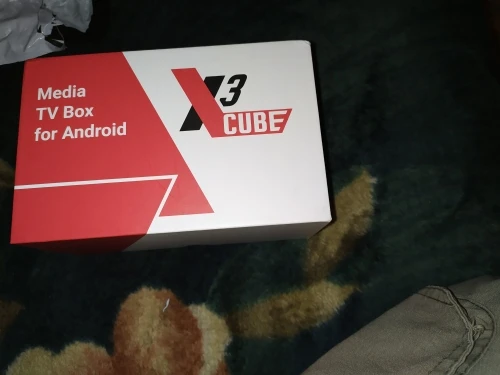 Media
TV Box
for Android
X3
CUBE